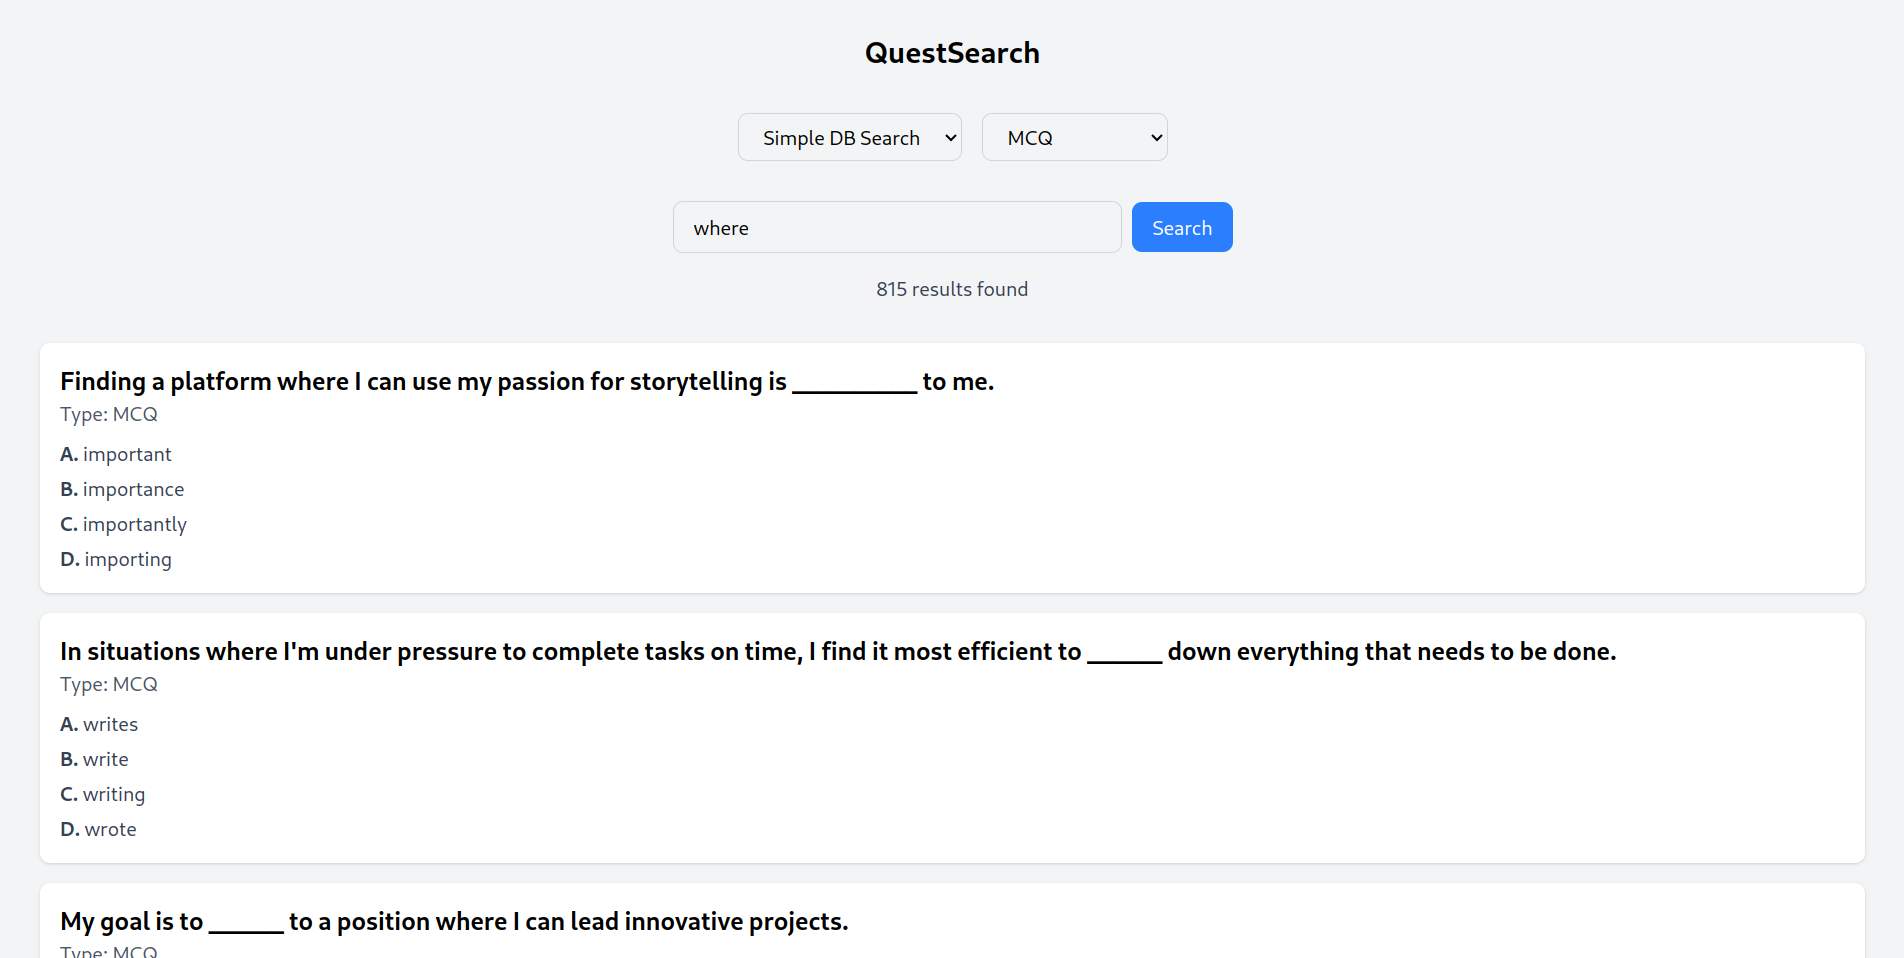 QuestSearch
Simple DB Search
MCQ
where
Search
815 results found
Finding a platform where I can use my passion for storytelling is __________ to me.
Type: MCQ
A. important
B. importance
C. importantly
D. importing
In situations where I'm under pressure to complete tasks on time, I find it most efficient to ______ down everything that needs to be done.
Type: MCQ
A. writes
B. write
C. writing
D. wrote
My goal is to ______ to a position where I can lead innovative projects.
Type: MCQ